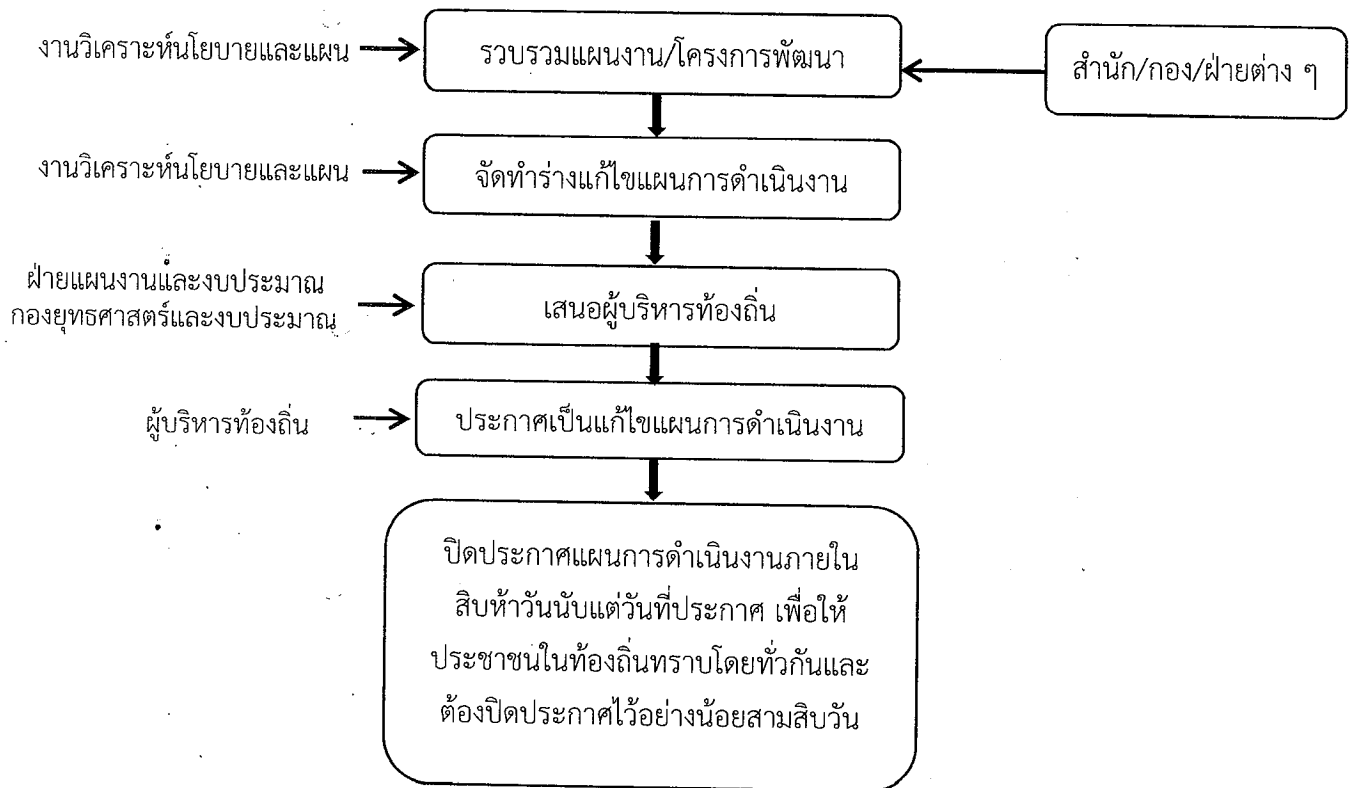 งานวิเคราะห์นโยบายและแผน
รวบรวมแผนงาน/โครงการพัฒนา
สำนัก/กอง/ฝ่ายต่าง ๆ
งานวิเคราะห์นโยบายและแผน
จัดทำร่างแก้ไขแผนการดำเนินงาน
ฝ่ายแผนงานและงบประมาณ
กองยุทธศาสตร์และงบประมาณ
เสนอผู้บริหารท้องถิ่น
ผู้บริหารท้องถิ่น
ประกาศเป็นแก้ไขแผนการดำเนินงาน
ปิดประกาศแผนการดำเนินงานภายใน
สิบห้าวันนับแต่วันที่ประกาศ เพื่อให้
ประชาชนในท้องถิ่นทราบโดยทั่วกันและ
ต้องปิดประกาศไว้อย่างน้อยสามสิบวัน